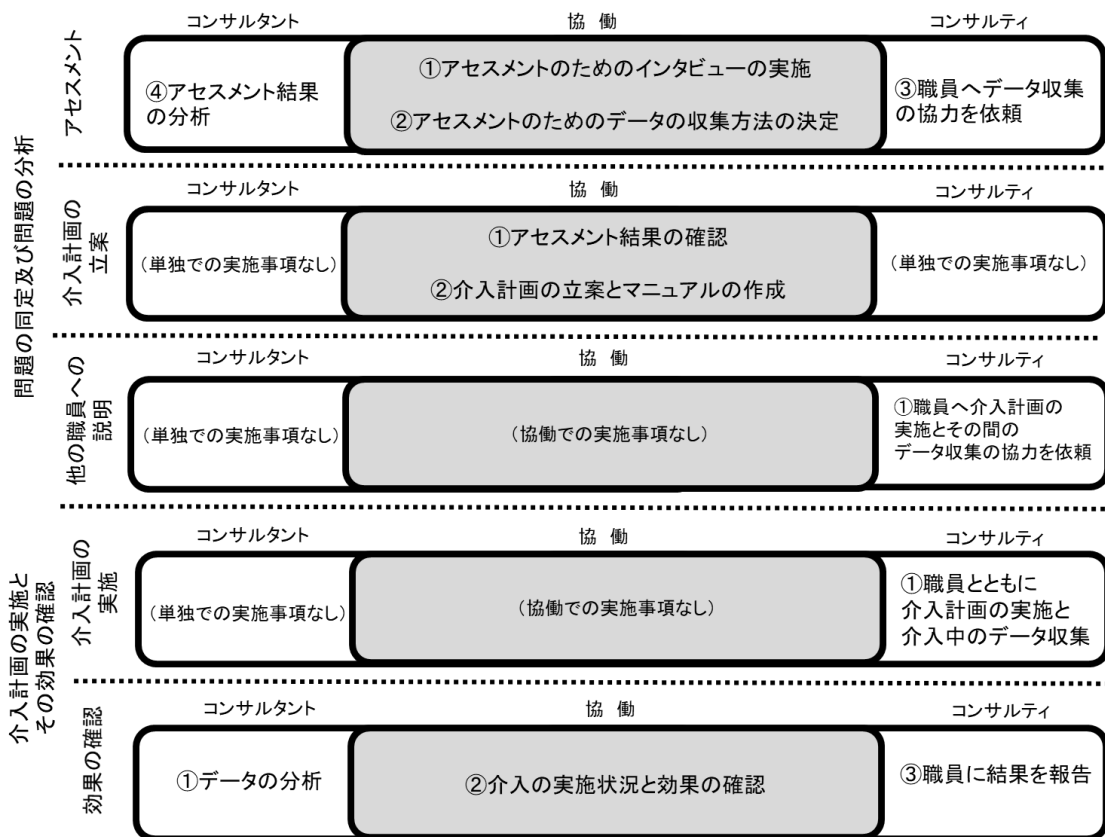 コンサルタント
協 働
コンサルティ
問題の同定及び問題の分析
アセスメント
④アセスメント結果
の分析
①アセスメントのためのインタビューの実施
②アセスメントのためのデータの収集方法の決定
③職員へデータ収集
の協力を依頼
コンサルタント
協 働
コンサルティ
介入計画の
立案
(単独での実施事項なし)
①アセスメント結果の確認
②介入計画の立案とマニュアルの作成
(単独での実施事項なし)
コンサルタント
協 働
コンサルティ
他の職員への
説明
(単独での実施事項なし)
(協働での実施事項なし)
①職員へ介入計画の
実施とその間の
データ収集の協力を依頼
介入計画の実施と
その効果の確認
コンサルタント
協 働
コンサルティ
介入計画の
実施
(単独での実施事項なし)
(協働での実施事項なし)
①職員とともに
介入計画の実施と
介入中のデータ収集
コンサルタント
協 働
コンサルティ
効果の確認
①データの分析
②介入の実施状況と効果の確認
③職員に結果を報告